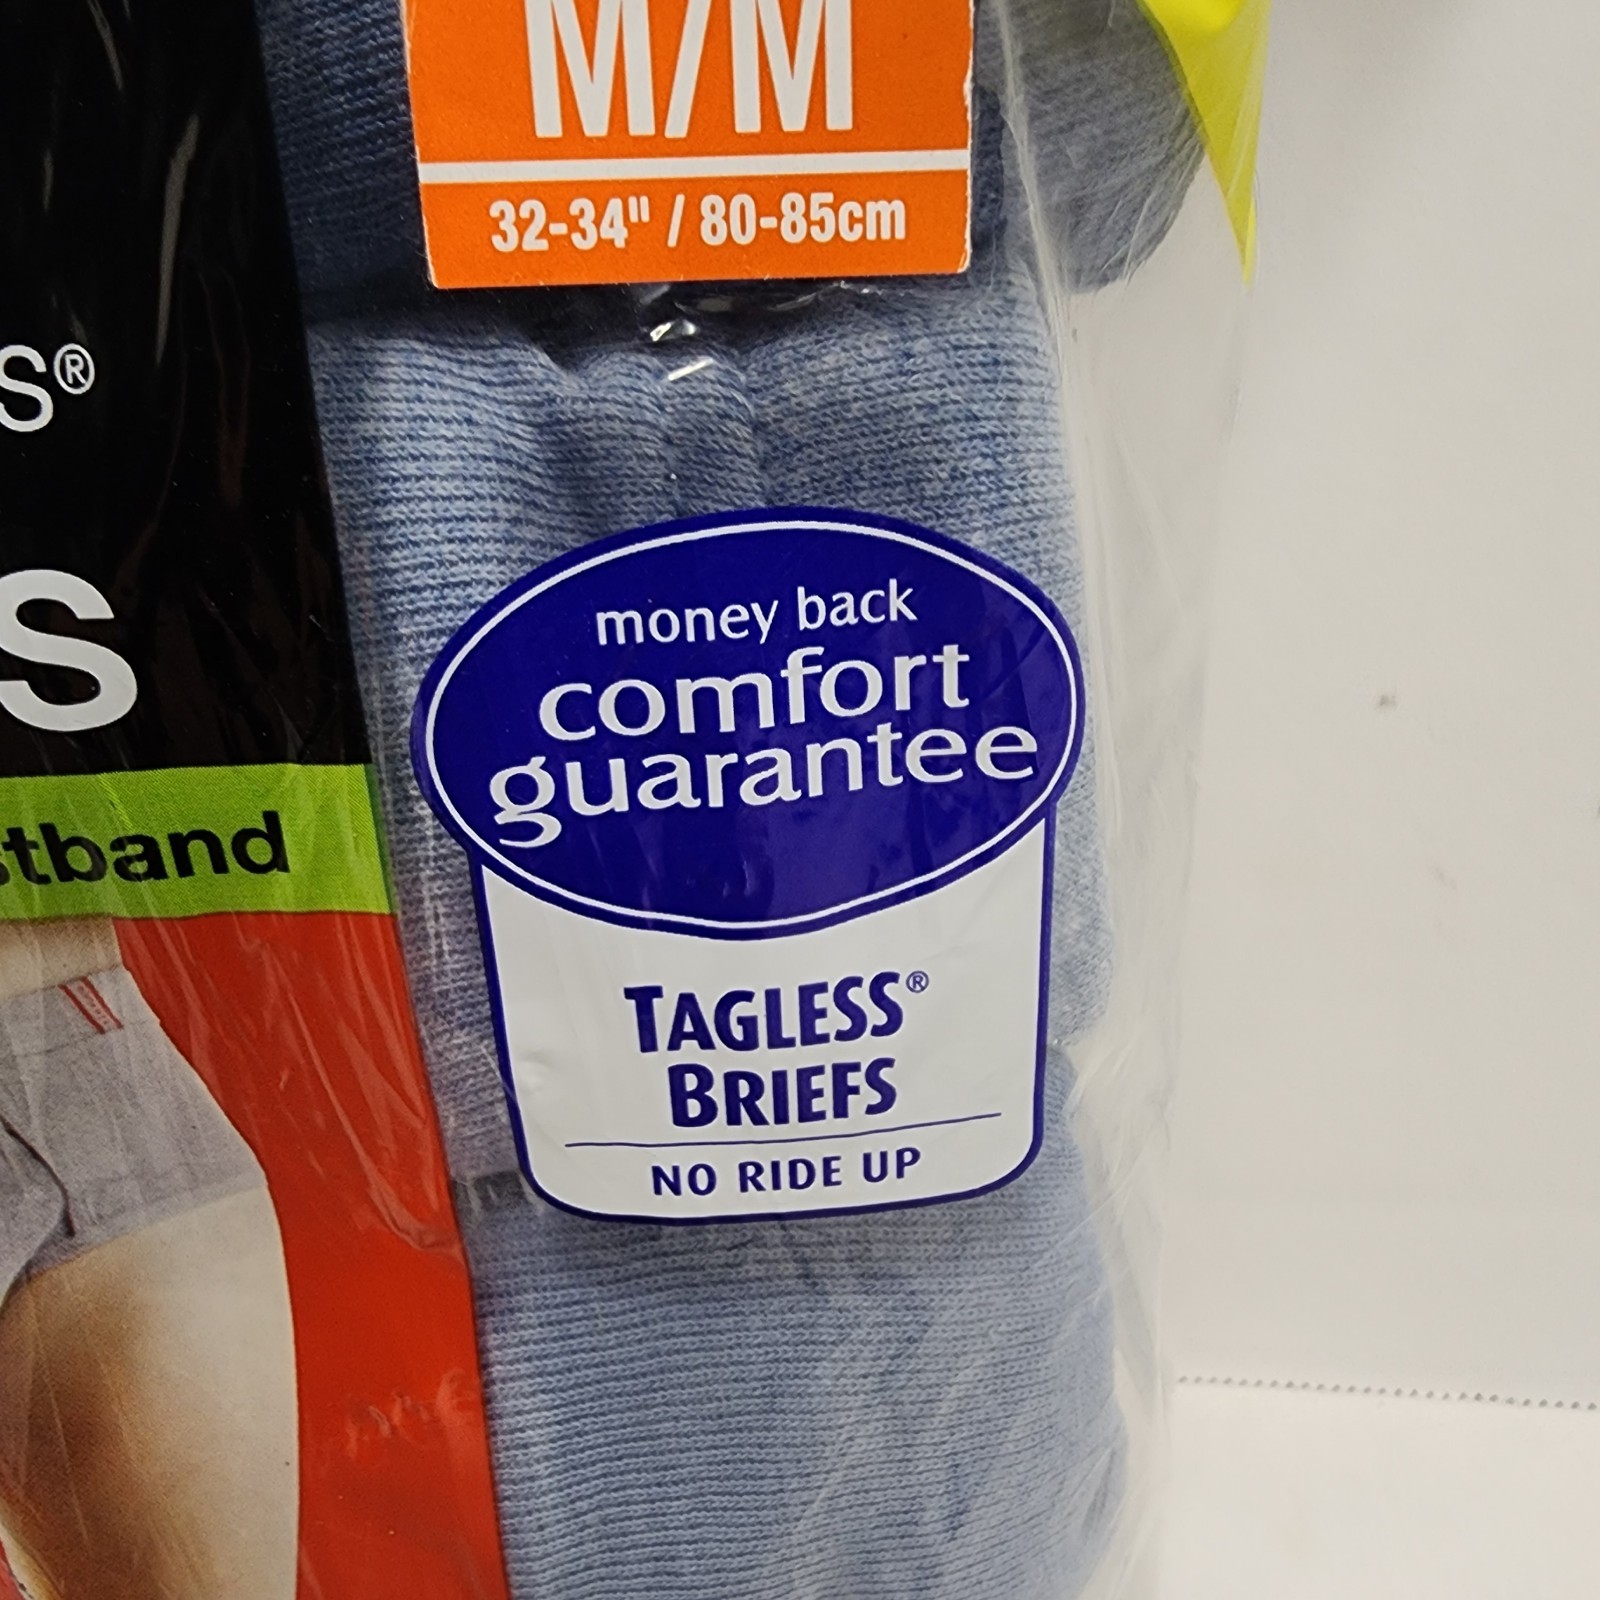 M/M
32-34" / 80-85cm
S®
S
stband
money back
comfort
guarantee
TAGLESS®
BRIEFS
NO RIDE UP